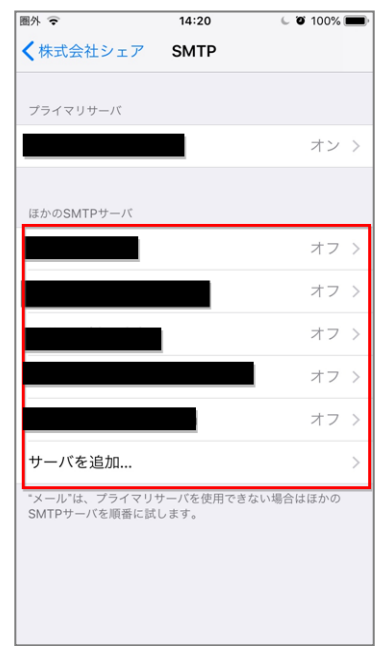 圏外 14:20 100%
株式会社シェア SMTP
プライマリサーバ
オン
ほかのSMTPサーバ
オフ
オフ
オフ
オフ
オフ
サーバを追加...
"メール"は、プライマリサーバを使用できない場合はほかの
SMTPサーバを順番に試します。